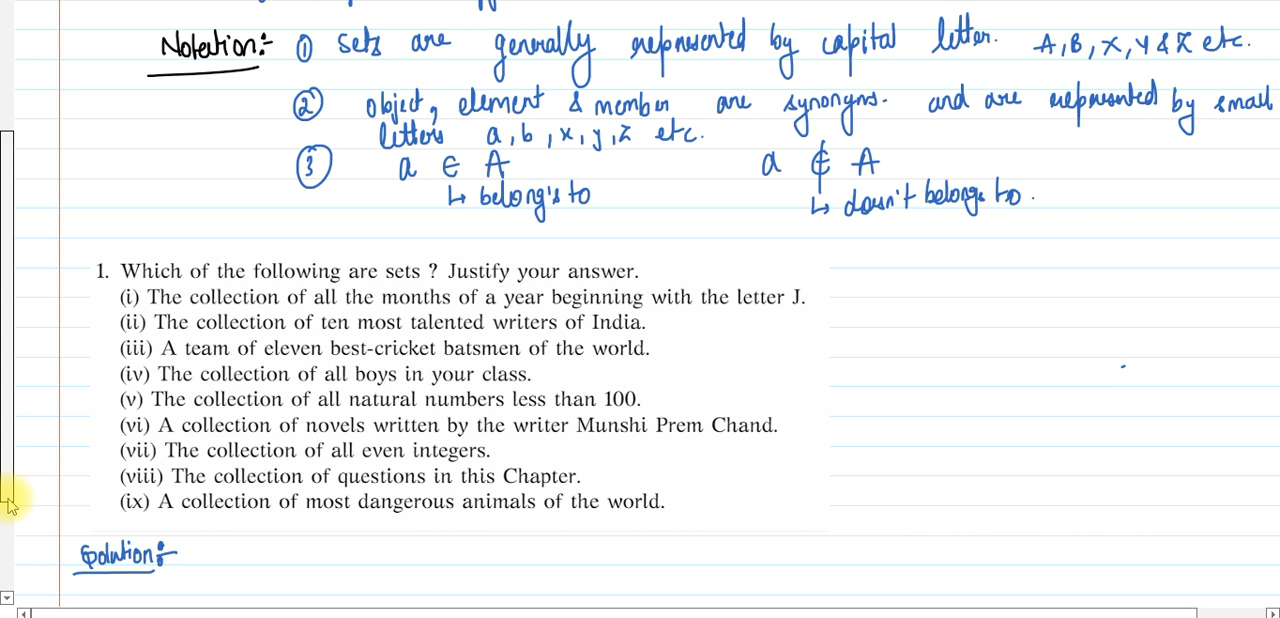 Notation:- ① sets are generally represented by capital letter. A, B, X, Y & Z etc.
② object, element & member are synonyms. and are represented by small
letters a, b, x, y, z etc.
③ a ∈ A a ∉ A
↳ belong's to ↳ doesn't belongs to.
1. Which of the following are sets ? Justify your answer.
(i) The collection of all the months of a year beginning with the letter J.
(ii) The collection of ten most talented writers of India.
(iii) A team of eleven best-cricket batsmen of the world.
(iv) The collection of all boys in your class.
(v) The collection of all natural numbers less than 100.
(vi) A collection of novels written by the writer Munshi Prem Chand.
(vii) The collection of all even integers.
(viii) The collection of questions in this Chapter.
(ix) A collection of most dangerous animals of the world.
Solution:-